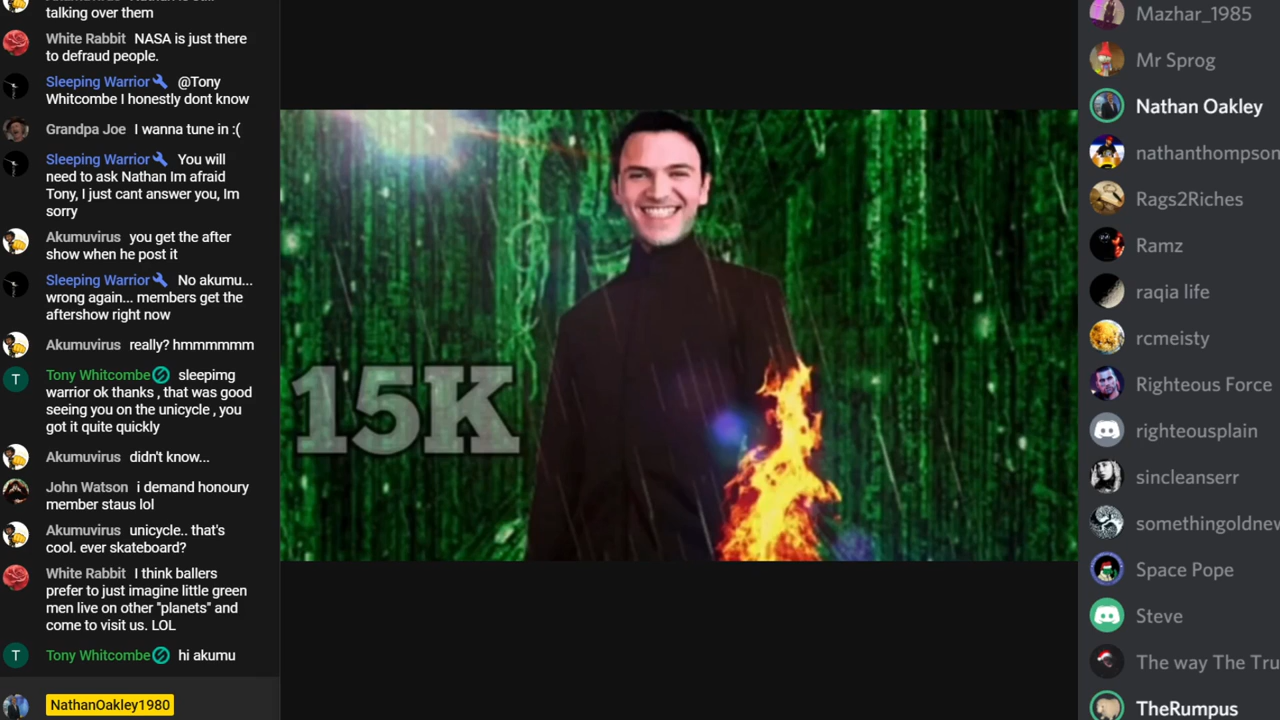 talking over them
White Rabbit NASA is just there
to defraud people.
Sleeping Warrior @Tony
Whitcombe I honestly dont know
Grandpa Joe I wanna tune in :(
Sleeping Warrior You will
need to ask Nathan Im afraid
Tony, I just cant answer you, Im
sorry
Akumuvirus you get the after
show when he post it
Sleeping Warrior No akumu...
wrong again... members get the
aftershow right now
Akumuvirus really? hmmmmmm
T Tony Whitcombe sleepimg
warrior ok thanks , that was good
seeing you on the unicycle , you
got it quite quickly
Akumuvirus didn't know...
John Watson i demand honoury
member staus lol
Akumuvirus unicycle.. that's
cool. ever skateboard?
White Rabbit I think ballers
prefer to just imagine little green
men live on other "planets" and
come to visit us. LOL
T Tony Whitcombe hi akumu
NathanOakley1980
15K
Mazhar_1985
Mr Sprog
Nathan Oakley
nathanthompson
Rags2Riches
Ramz
raqia life
rcmeisty
Righteous Force
righteousplain
sincleanserr
somethingoldnew
Space Pope
Steve
The way The Tru
TheRumpus